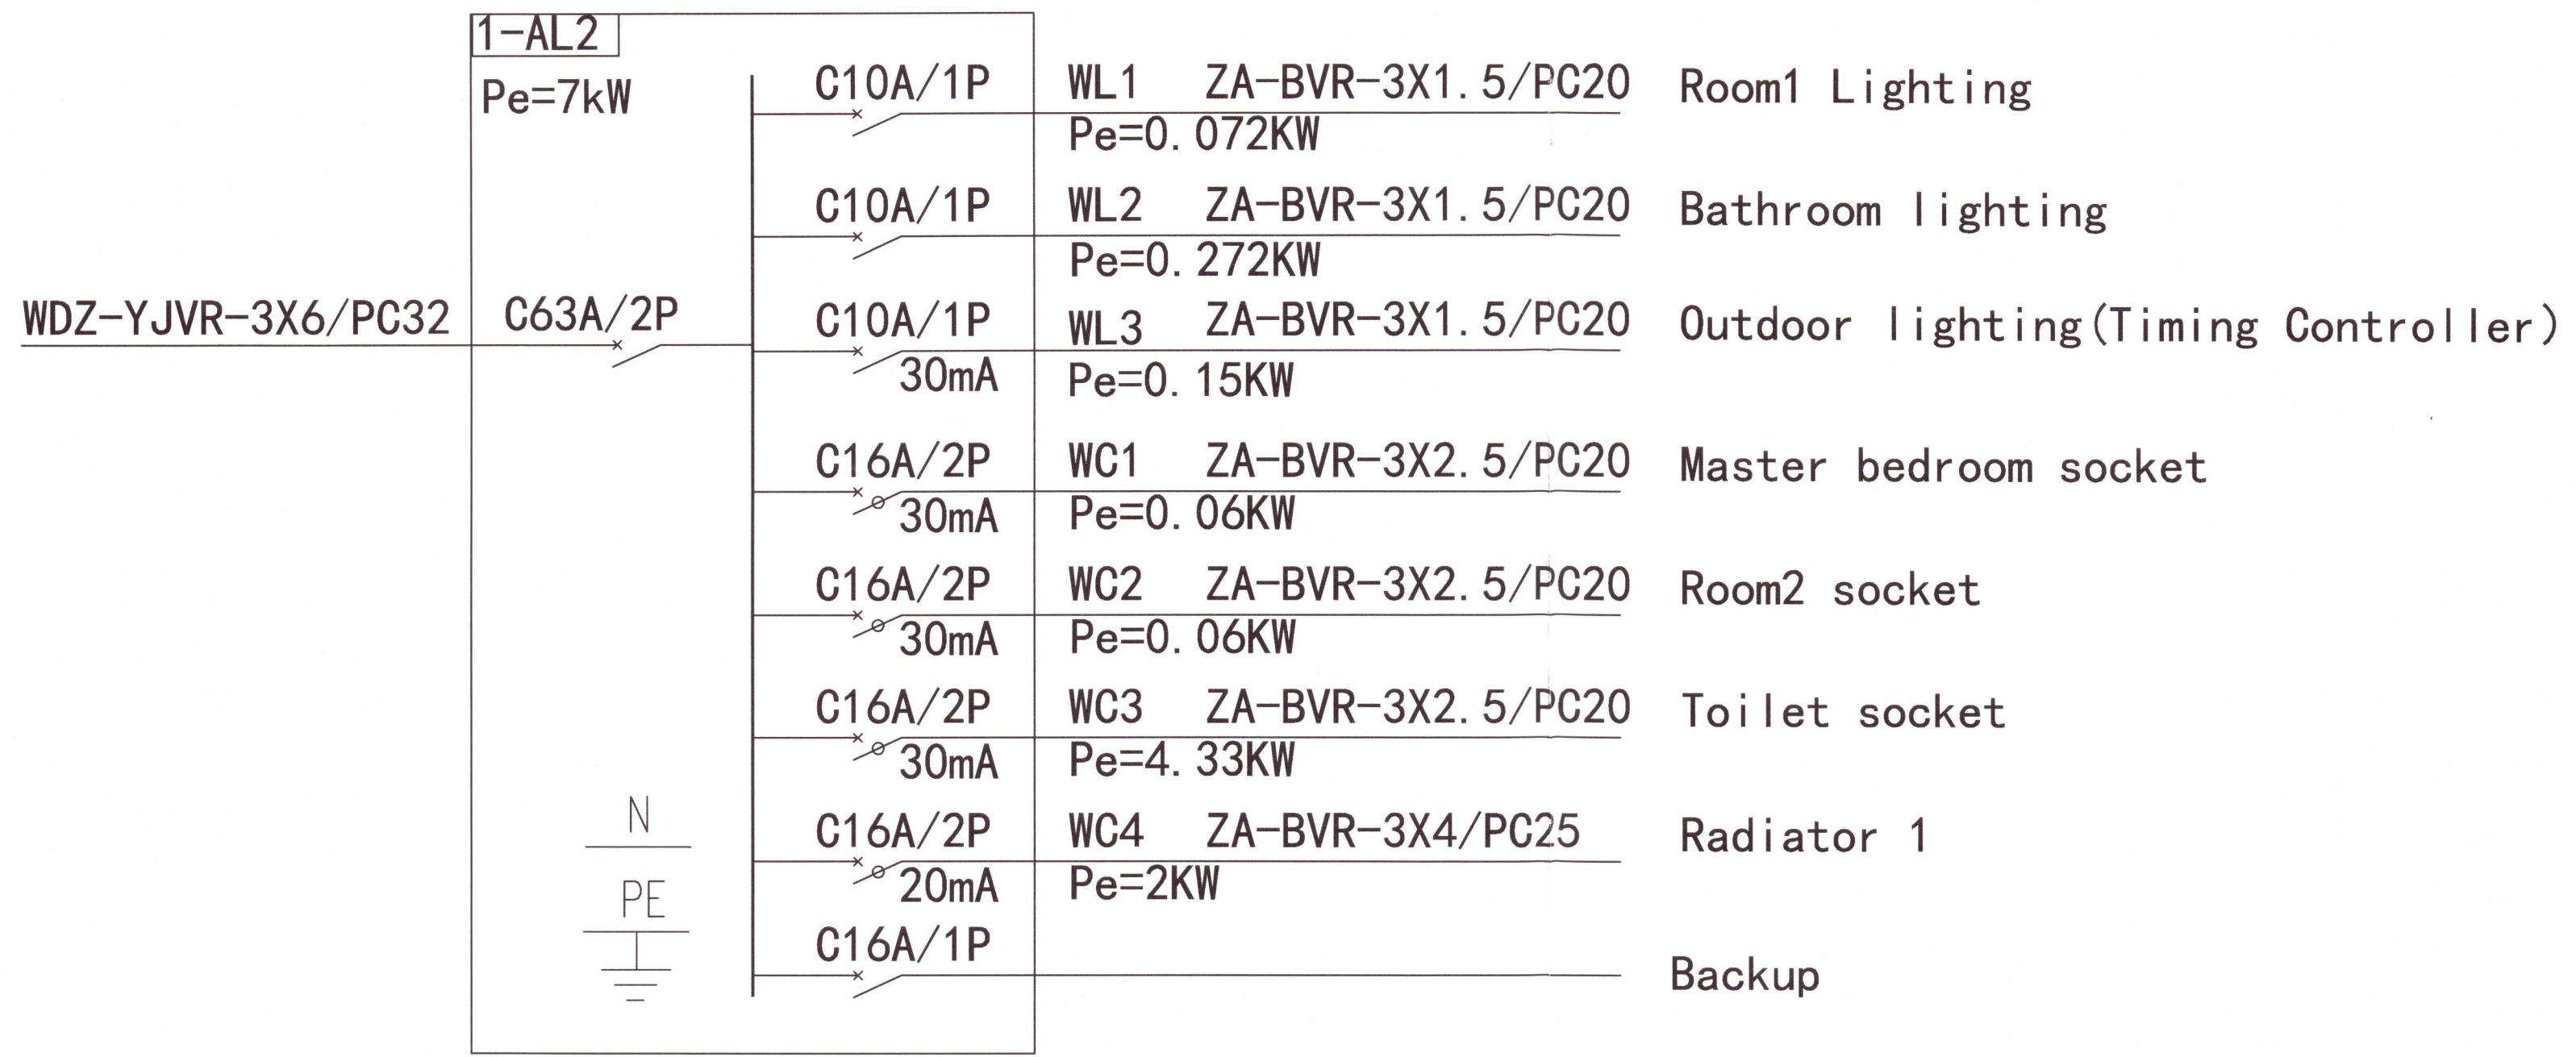 1-AL2
Pe=7kW
WDZ-YJVR-3X6/PC32
C63A/2P
C10A/1P WL1 ZA-BVR-3X1.5/PC20 Room1 Lighting
Pe=0.072KW
C10A/1P WL2 ZA-BVR-3X1.5/PC20 Bathroom lighting
Pe=0.272KW
C10A/1P WL3 ZA-BVR-3X1.5/PC20 Outdoor lighting(Timing Controller)
30mA Pe=0.15KW
C16A/2P WC1 ZA-BVR-3X2.5/PC20 Master bedroom socket
30mA Pe=0.06KW
C16A/2P WC2 ZA-BVR-3X2.5/PC20 Room2 socket
30mA Pe=0.06KW
C16A/2P WC3 ZA-BVR-3X2.5/PC20 Toilet socket
30mA Pe=4.33KW
C16A/2P WC4 ZA-BVR-3X4/PC25 Radiator 1
20mA Pe=2KW
C16A/1P Backup
N
PE